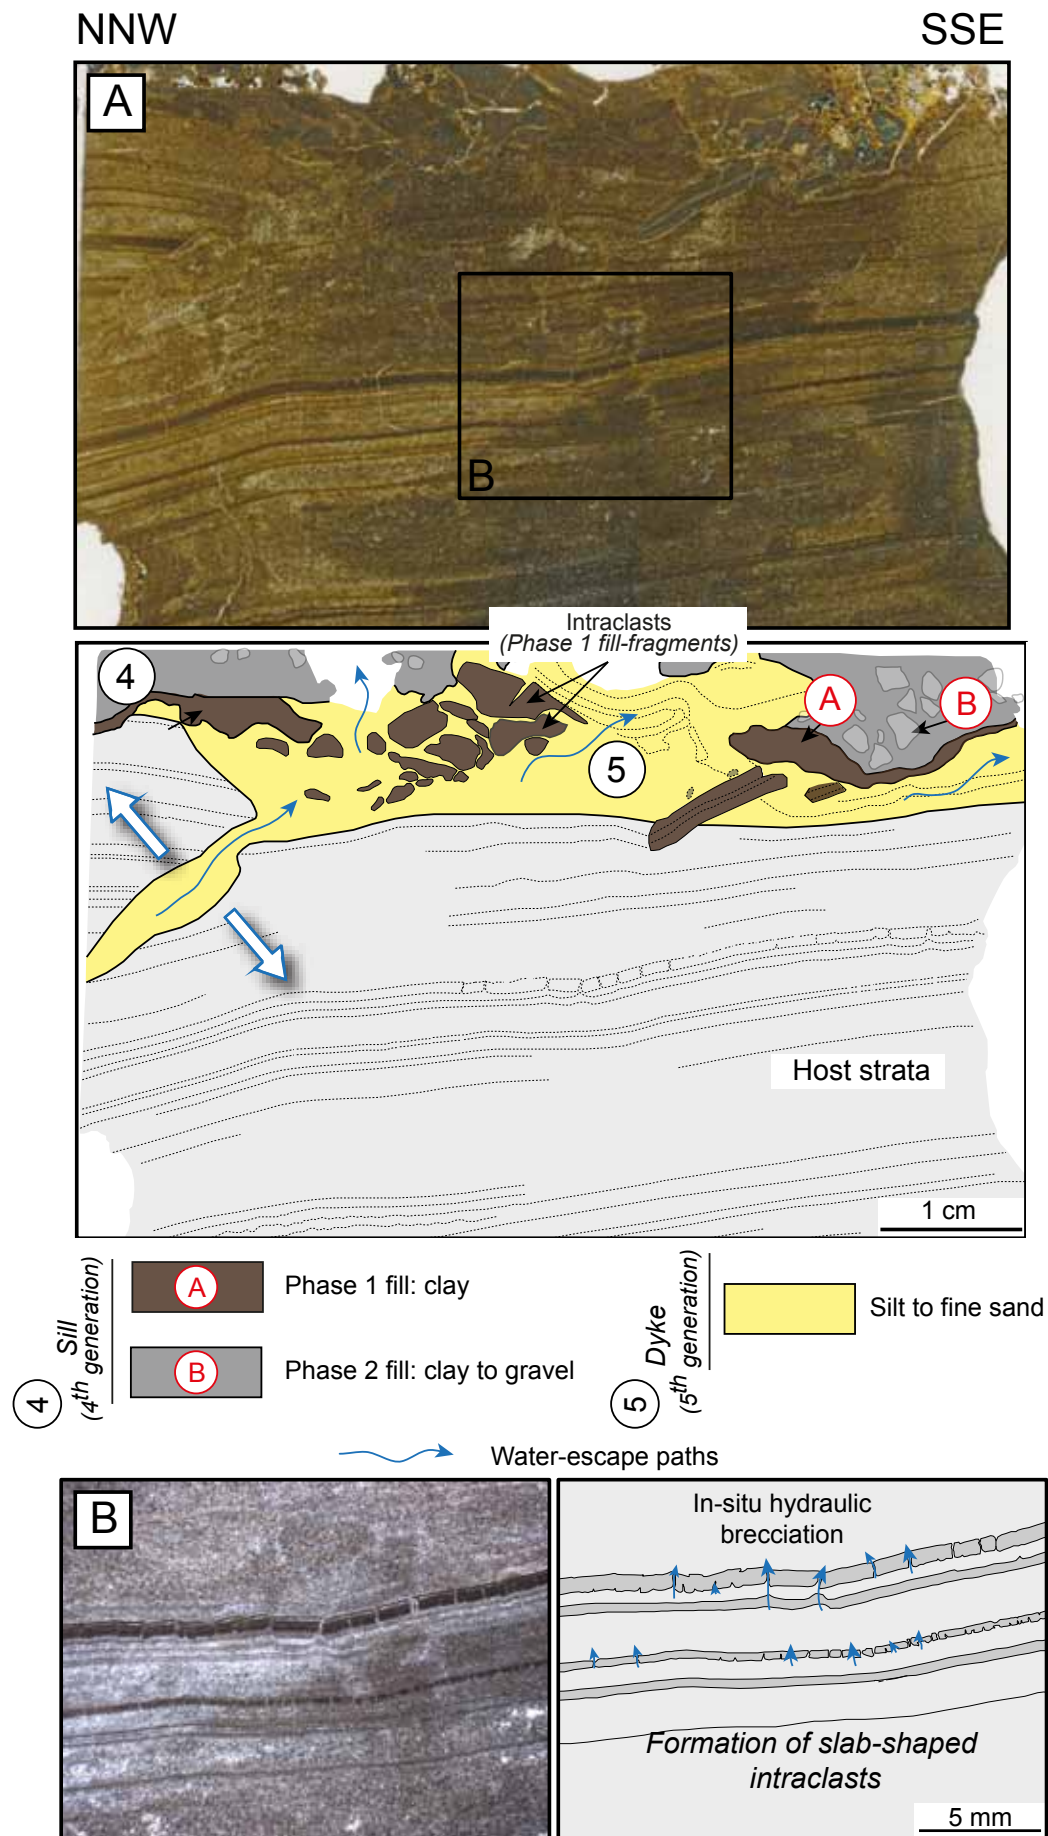 NNW
SSE
A
B
Intraclasts
(Phase 1 fill-fragments)
4
A
B
5
Host strata
1 cm
4
Sill
(4th generation)
A
Phase 1 fill: clay
B
Phase 2 fill: clay to gravel
5
Dyke
(5th generation)
Silt to fine sand
Water-escape paths
B
In-situ hydraulic
brecciation
Formation of slab-shaped
intraclasts
5 mm